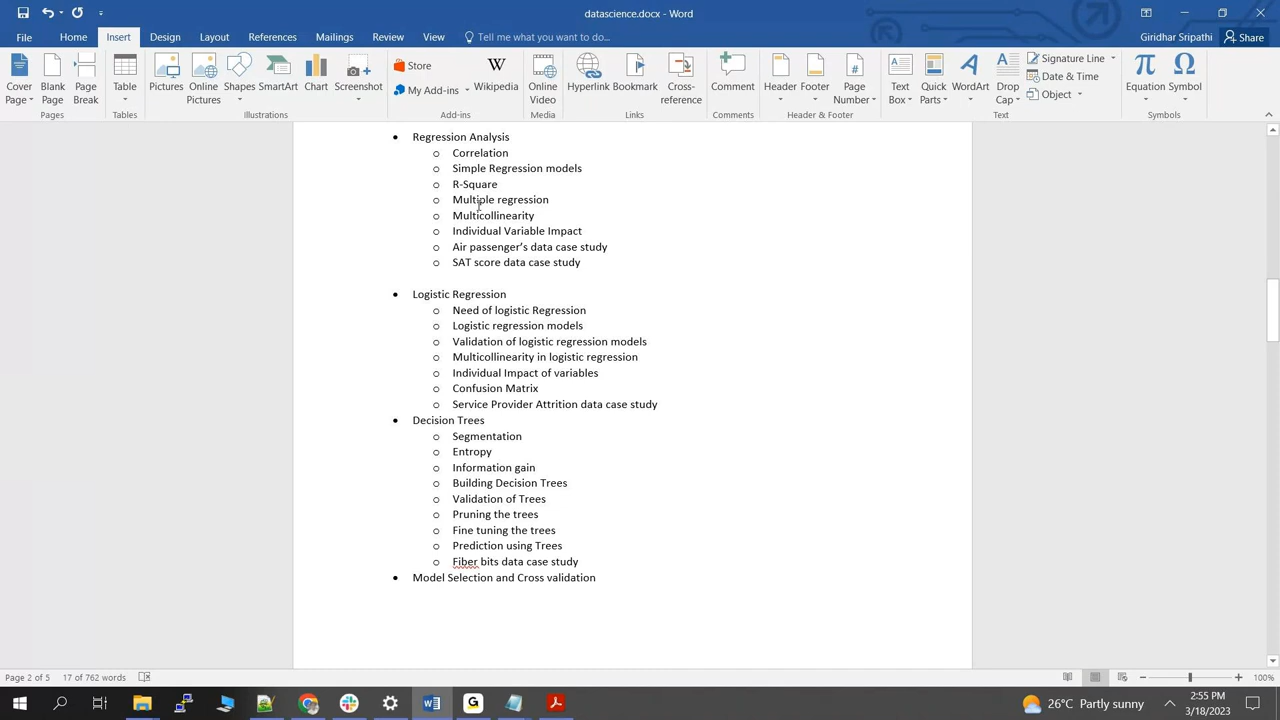 datascience.docx - Word
File Home Insert Design Layout References Mailings Review View Tell me what you want to do... Giridhar Sripathi Share
Cover Page Blank Page Page Break Table Pictures Online Pictures Shapes SmartArt Chart Screenshot Store My Add-ins Wikipedia Online Video Hyperlink Bookmark Cross-reference Comment Header Footer Page Number Text Box Quick Parts WordArt Drop Cap Signature Line Date & Time Object Equation Symbol
Pages Tables Illustrations Add-ins Media Links Comments Header & Footer Text Symbols
• Regression Analysis
o Correlation
o Simple Regression models
o R-Square
o Multiple regression
o Multicollinearity
o Individual Variable Impact
o Air passenger’s data case study
o SAT score data case study
• Logistic Regression
o Need of logistic Regression
o Logistic regression models
o Validation of logistic regression models
o Multicollinearity in logistic regression
o Individual Impact of variables
o Confusion Matrix
o Service Provider Attrition data case study
• Decision Trees
o Segmentation
o Entropy
o Information gain
o Building Decision Trees
o Validation of Trees
o Pruning the trees
o Fine tuning the trees
o Prediction using Trees
o Fiber bits data case study
• Model Selection and Cross validation
Page 2 of 5 17 of 762 words 100%
26°C Partly sunny 2:55 PM
3/18/2023